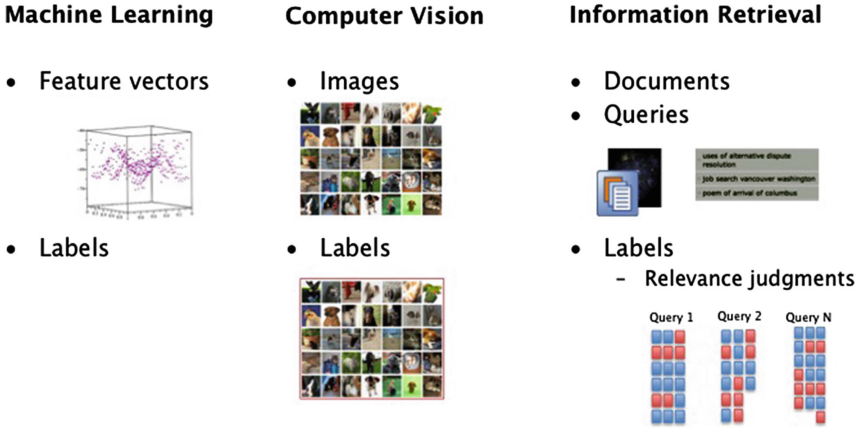 Machine Learning
Computer Vision
Information Retrieval
• Feature vectors
• Images
• Documents
• Queries
uses of alternative dispute
resolution
job search vancouver washington
poem of arrival of columbus
• Labels
• Labels
• Labels
– Relevance judgments
Query 1
Query 2
Query N